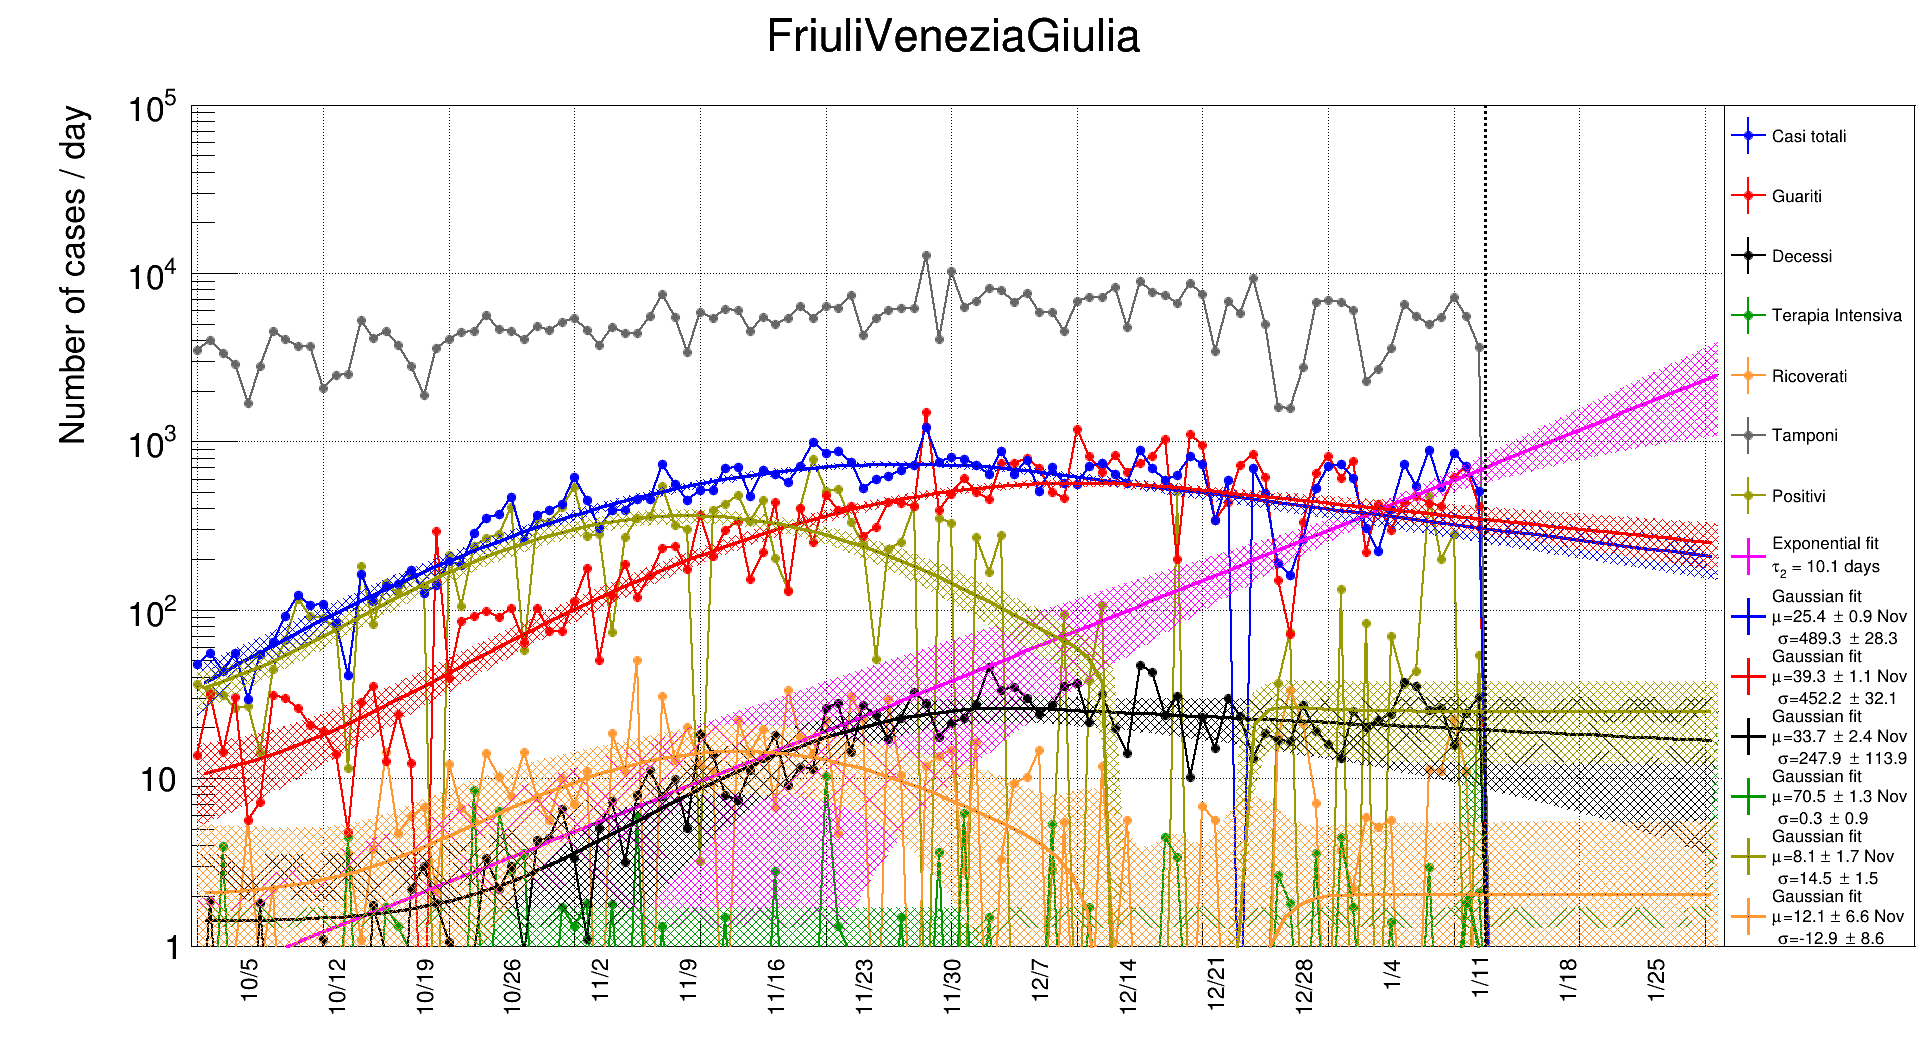 FriuliVeneziaGiulia
Number of cases / day
10^5
10^4
10^3
10^2
10
1
10/5
10/12
10/19
10/26
11/2
11/9
11/16
11/23
11/30
12/7
12/14
12/21
12/28
1/4
1/11
1/18
1/25
Casi totali
Guariti
Decessi
Terapia Intensiva
Ricoverati
Tamponi
Positivi
Exponential fit
τ_2 = 10.1 days
Gaussian fit
μ=25.4 ± 0.9 Nov
σ=489.3 ± 28.3
Gaussian fit
μ=39.3 ± 1.1 Nov
σ=452.2 ± 32.1
Gaussian fit
μ=33.7 ± 2.4 Nov
σ=247.9 ± 113.9
Gaussian fit
μ=70.5 ± 1.3 Nov
σ=0.3 ± 0.9
Gaussian fit
μ=8.1 ± 1.7 Nov
σ=14.5 ± 1.5
Gaussian fit
μ=12.1 ± 6.6 Nov
σ=-12.9 ± 8.6